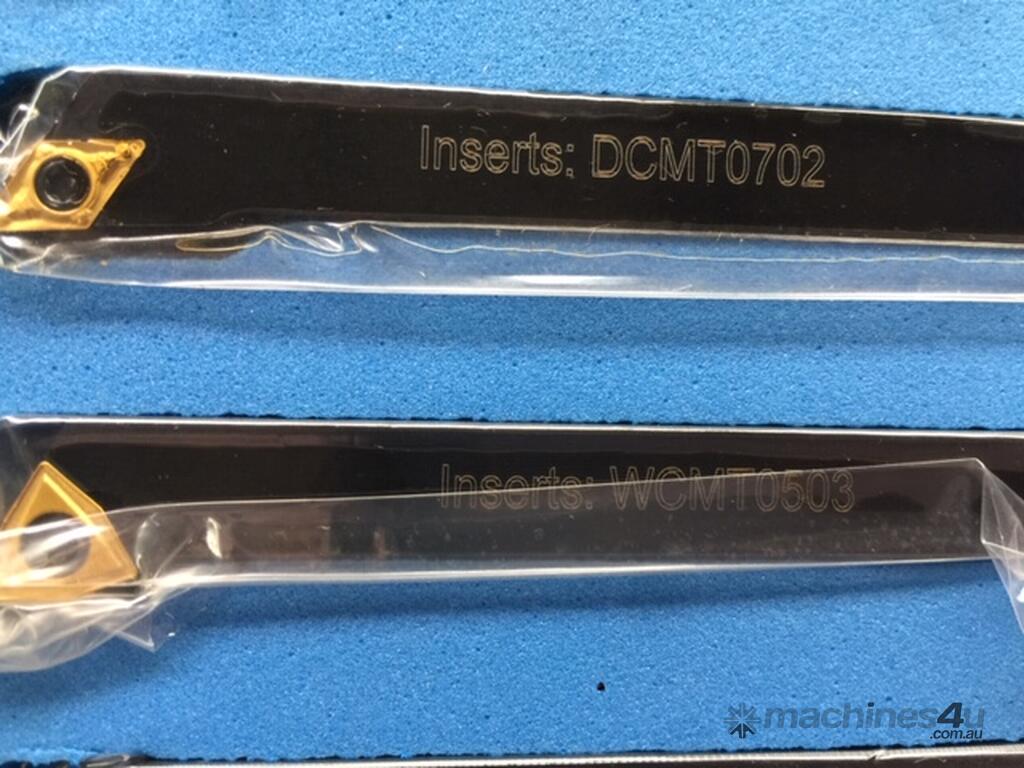 Inserts: DCMT0702
Inserts: WCMT0503
machines4u
.com.au